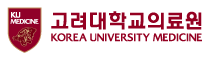 KU
MEDICINE
고려대학교의료원
KOREA UNIVERSITY MEDICINE